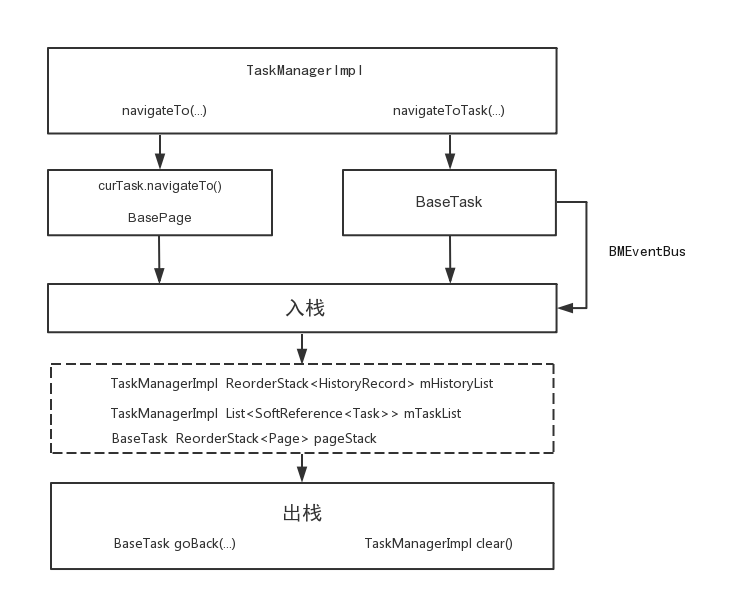 TaskManagerImpl
navigateTo(...) navigateToTask(...)
curTask.navigateTo()
BasePage
BaseTask
BMEventBus
入栈
TaskManagerImpl ReorderStack<HistoryRecord> mHistoryList
TaskManagerImpl List<SoftReference<Task>> mTaskList
BaseTask ReorderStack<Page> pageStack
出栈
BaseTask goBack(...) TaskManagerImpl clear()